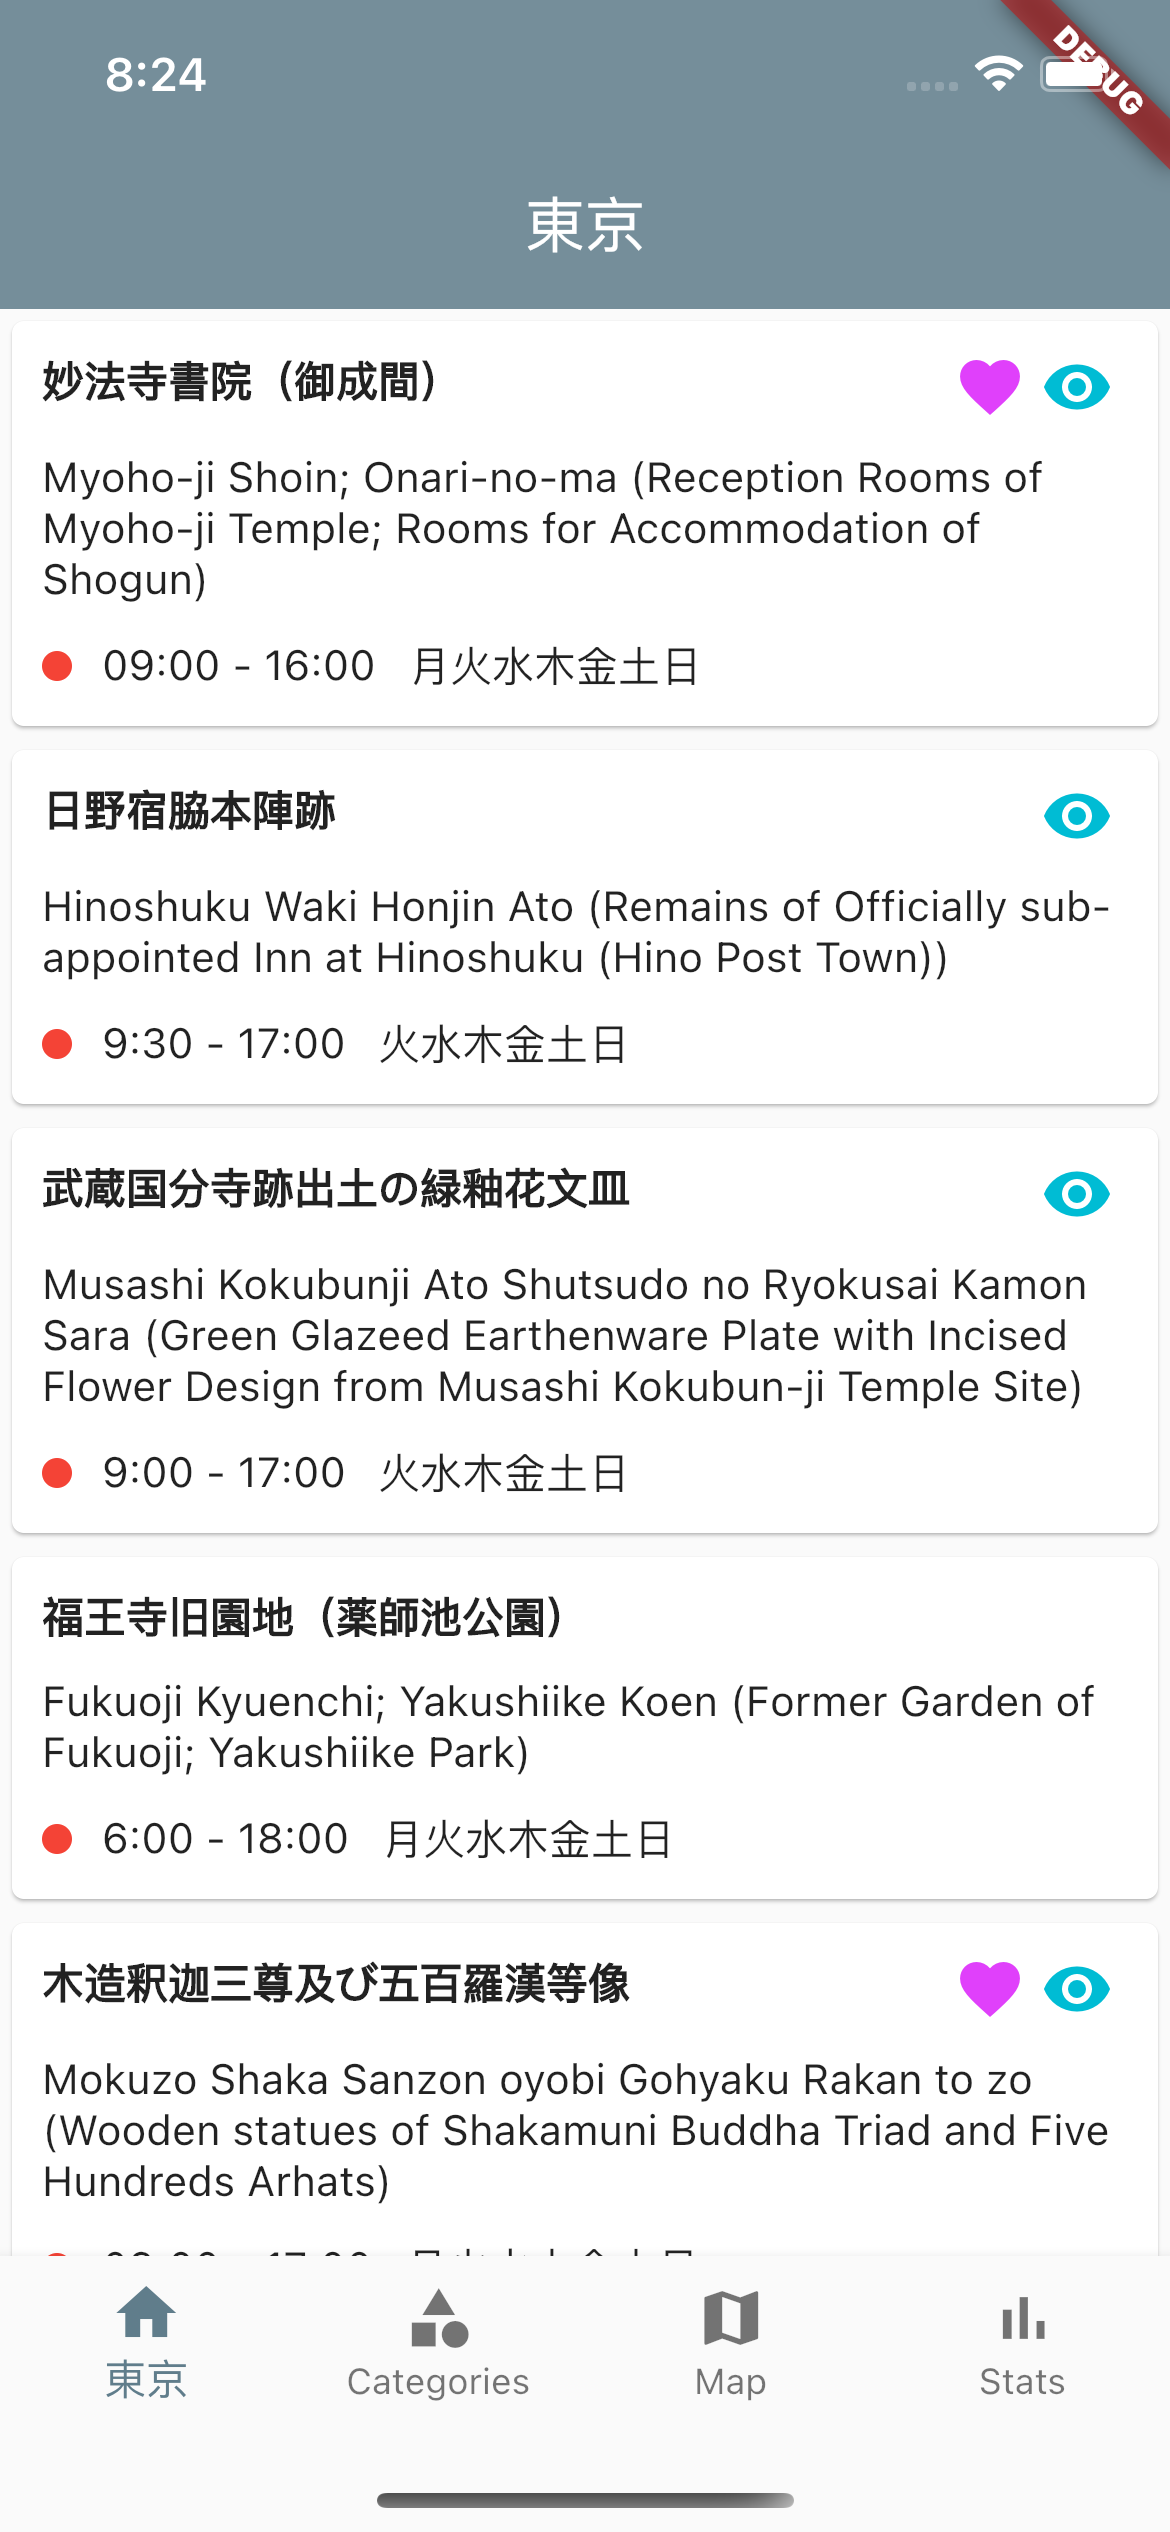 8:24
DEBUG
東京
妙法寺書院（御成間）
Myoho-ji Shoin; Onari-no-ma (Reception Rooms of
Myoho-ji Temple; Rooms for Accommodation of
Shogun)
09:00 - 16:00 月火水木金土日
日野宿脇本陣跡
Hinoshuku Waki Honjin Ato (Remains of Officially sub-
appointed Inn at Hinoshuku (Hino Post Town))
9:30 - 17:00 火水木金土日
武蔵国分寺跡出土の緑釉花文皿
Musashi Kokubunji Ato Shutsudo no Ryokusai Kamon
Sara (Green Glazeed Earthenware Plate with Incised
Flower Design from Musashi Kokubun-ji Temple Site)
9:00 - 17:00 火水木金土日
福王寺旧園地（薬師池公園）
Fukuoji Kyuenchi; Yakushiike Koen (Former Garden of
Fukuoji; Yakushiike Park)
6:00 - 18:00 月火水木金土日
木造釈迦三尊及び五百羅漢等像
Mokuzo Shaka Sanzon oyobi Gohyaku Rakan to zo
(Wooden statues of Shakamuni Buddha Triad and Five
Hundreds Arhats)
東京
Categories
Map
Stats